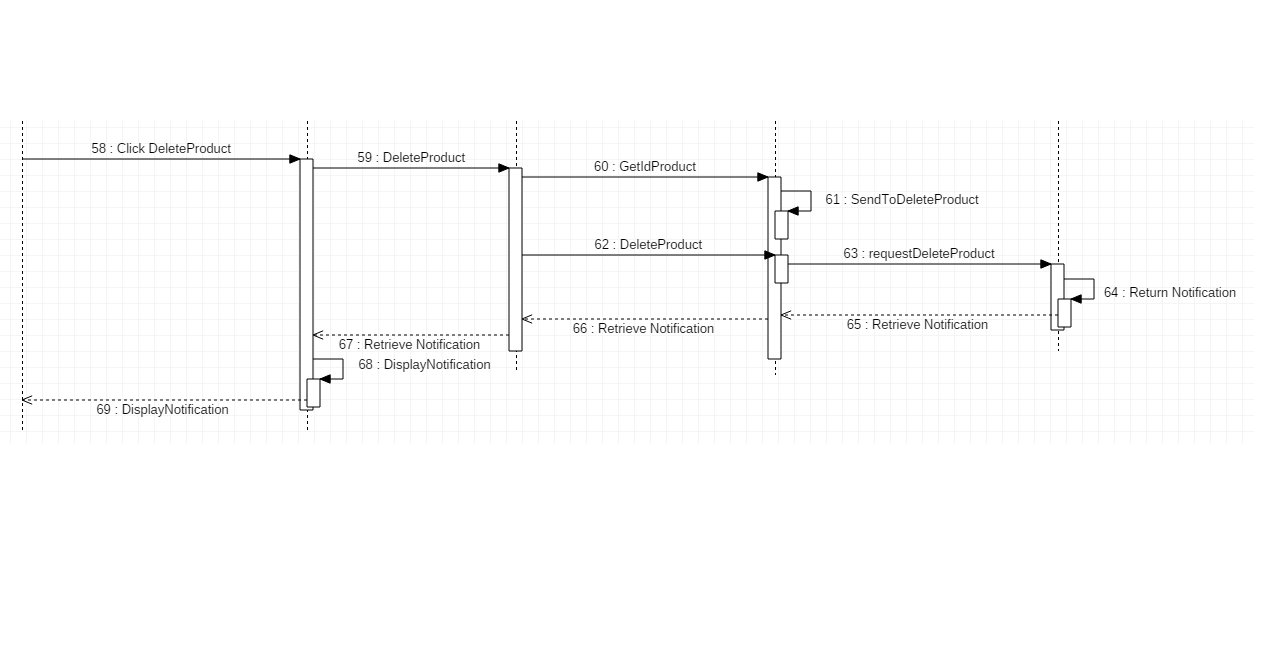 58 : Click DeleteProduct
59 : DeleteProduct
60 : GetIdProduct
61 : SendToDeleteProduct
62 : DeleteProduct
63 : requestDeleteProduct
64 : Return Notification
65 : Retrieve Notification
66 : Retrieve Notification
67 : Retrieve Notification
68 : DisplayNotification
69 : DisplayNotification